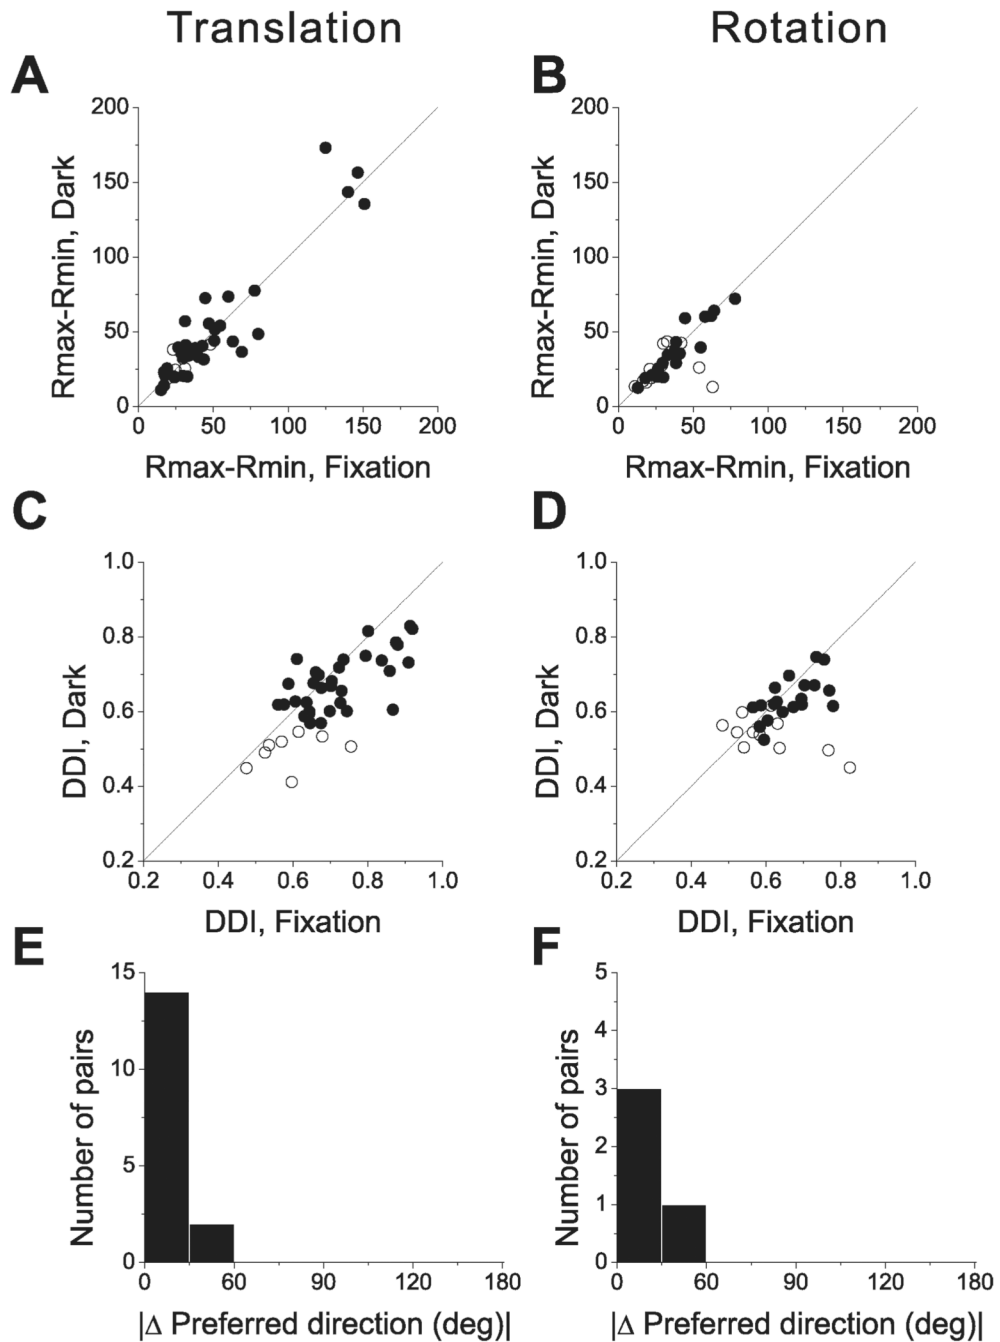 Translation Rotation
A B
200 200
150 150
100 100
50 50
0 0
Rmax-Rmin, Dark Rmax-Rmin, Dark
0 50 100 150 200 0 50 100 150 200
Rmax-Rmin, Fixation Rmax-Rmin, Fixation
C D
1.0 1.0
0.8 0.8
0.6 0.6
0.4 0.4
0.2 0.2
DDI, Dark DDI, Dark
0.2 0.4 0.6 0.8 1.0 0.2 0.4 0.6 0.8 1.0
DDI, Fixation DDI, Fixation
E F
15 5
10 4
5 3
0 2
1
0
Number of pairs Number of pairs
0 60 90 120 180 0 60 90 120 180
|Δ Preferred direction (deg)| |Δ Preferred direction (deg)|